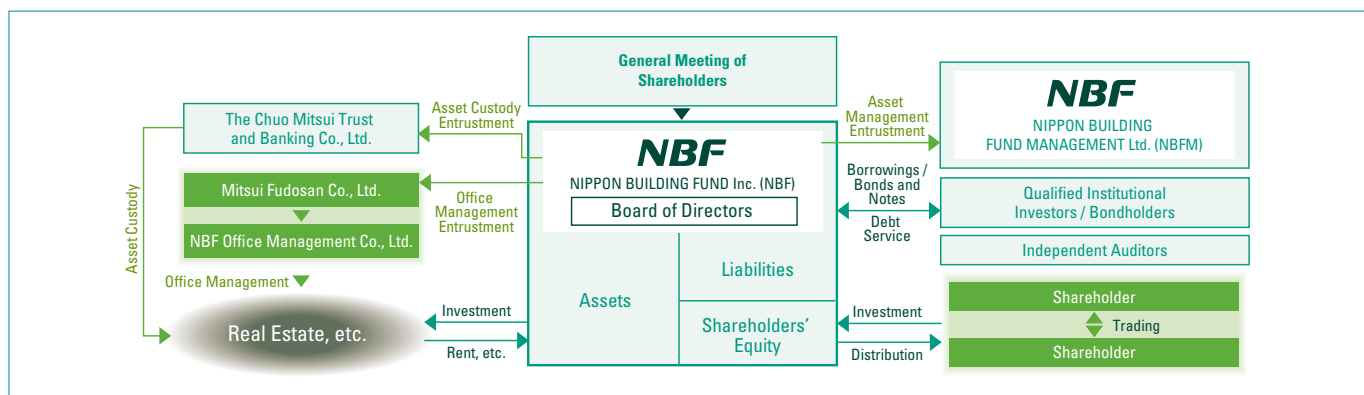 General Meeting of
Shareholders
The Chuo Mitsui Trust
and Banking Co., Ltd.
Asset Custody
Entrustment
Asset Custody
Mitsui Fudosan Co., Ltd.
NBF Office Management Co., Ltd.
Office
Management
Entrustment
Office Management
Real Estate, etc.
Investment
Rent, etc.
NBF
NIPPON BUILDING FUND Inc. (NBF)
Board of Directors
Assets
Liabilities
Shareholders'
Equity
Asset
Management
Entrustment
NBF
NIPPON BUILDING
FUND MANAGEMENT Ltd. (NBFM)
Borrowings /
Bonds and
Notes
Debt
Service
Qualified Institutional
Investors / Bondholders
Independent Auditors
Investment
Distribution
Shareholder
Trading
Shareholder